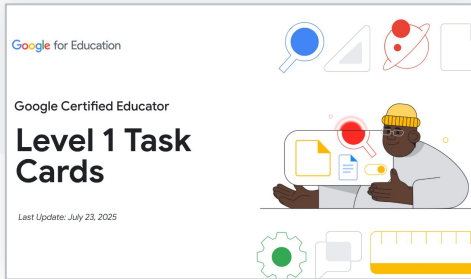 Google for Education
Google Certified Educator
Level 1 Task
Cards
Last Update: July 23, 2025